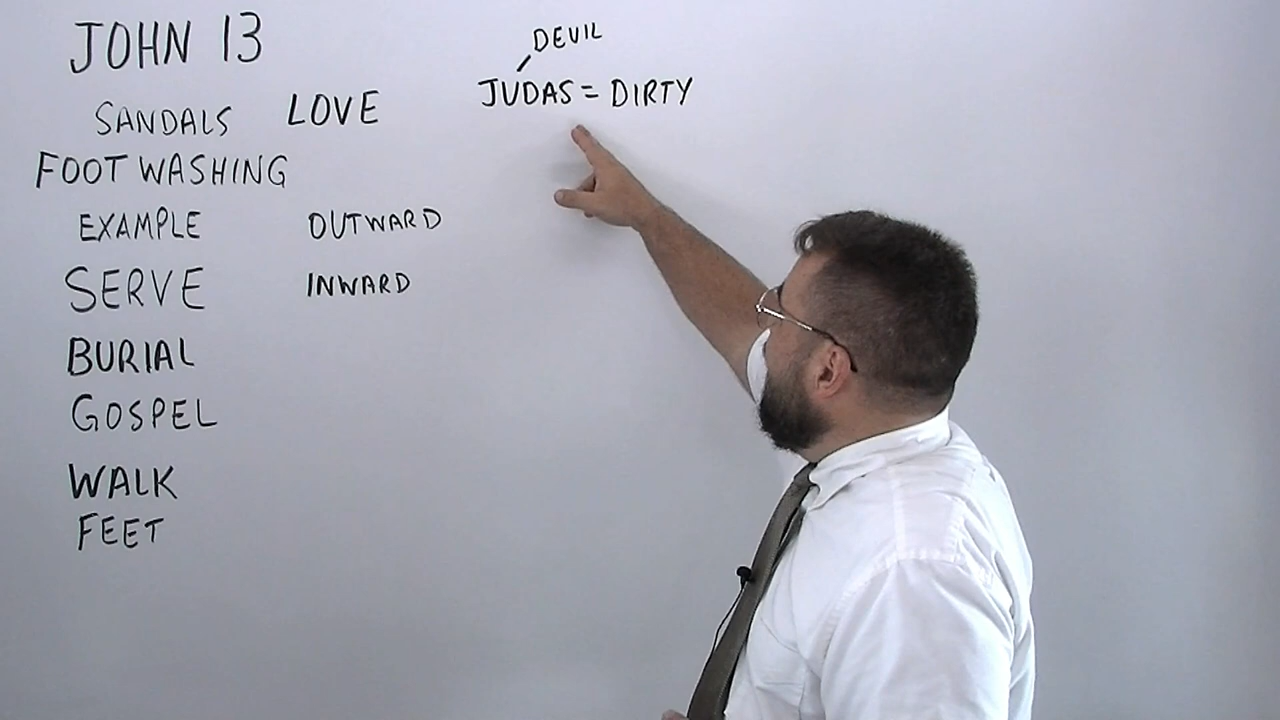 JOHN 13
SANDALS
FOOT WASHING
EXAMPLE
SERVE
BURIAL
GOSPEL
WALK
FEET
LOVE
OUTWARD
INWARD
DEVIL
JUDAS = DIRTY